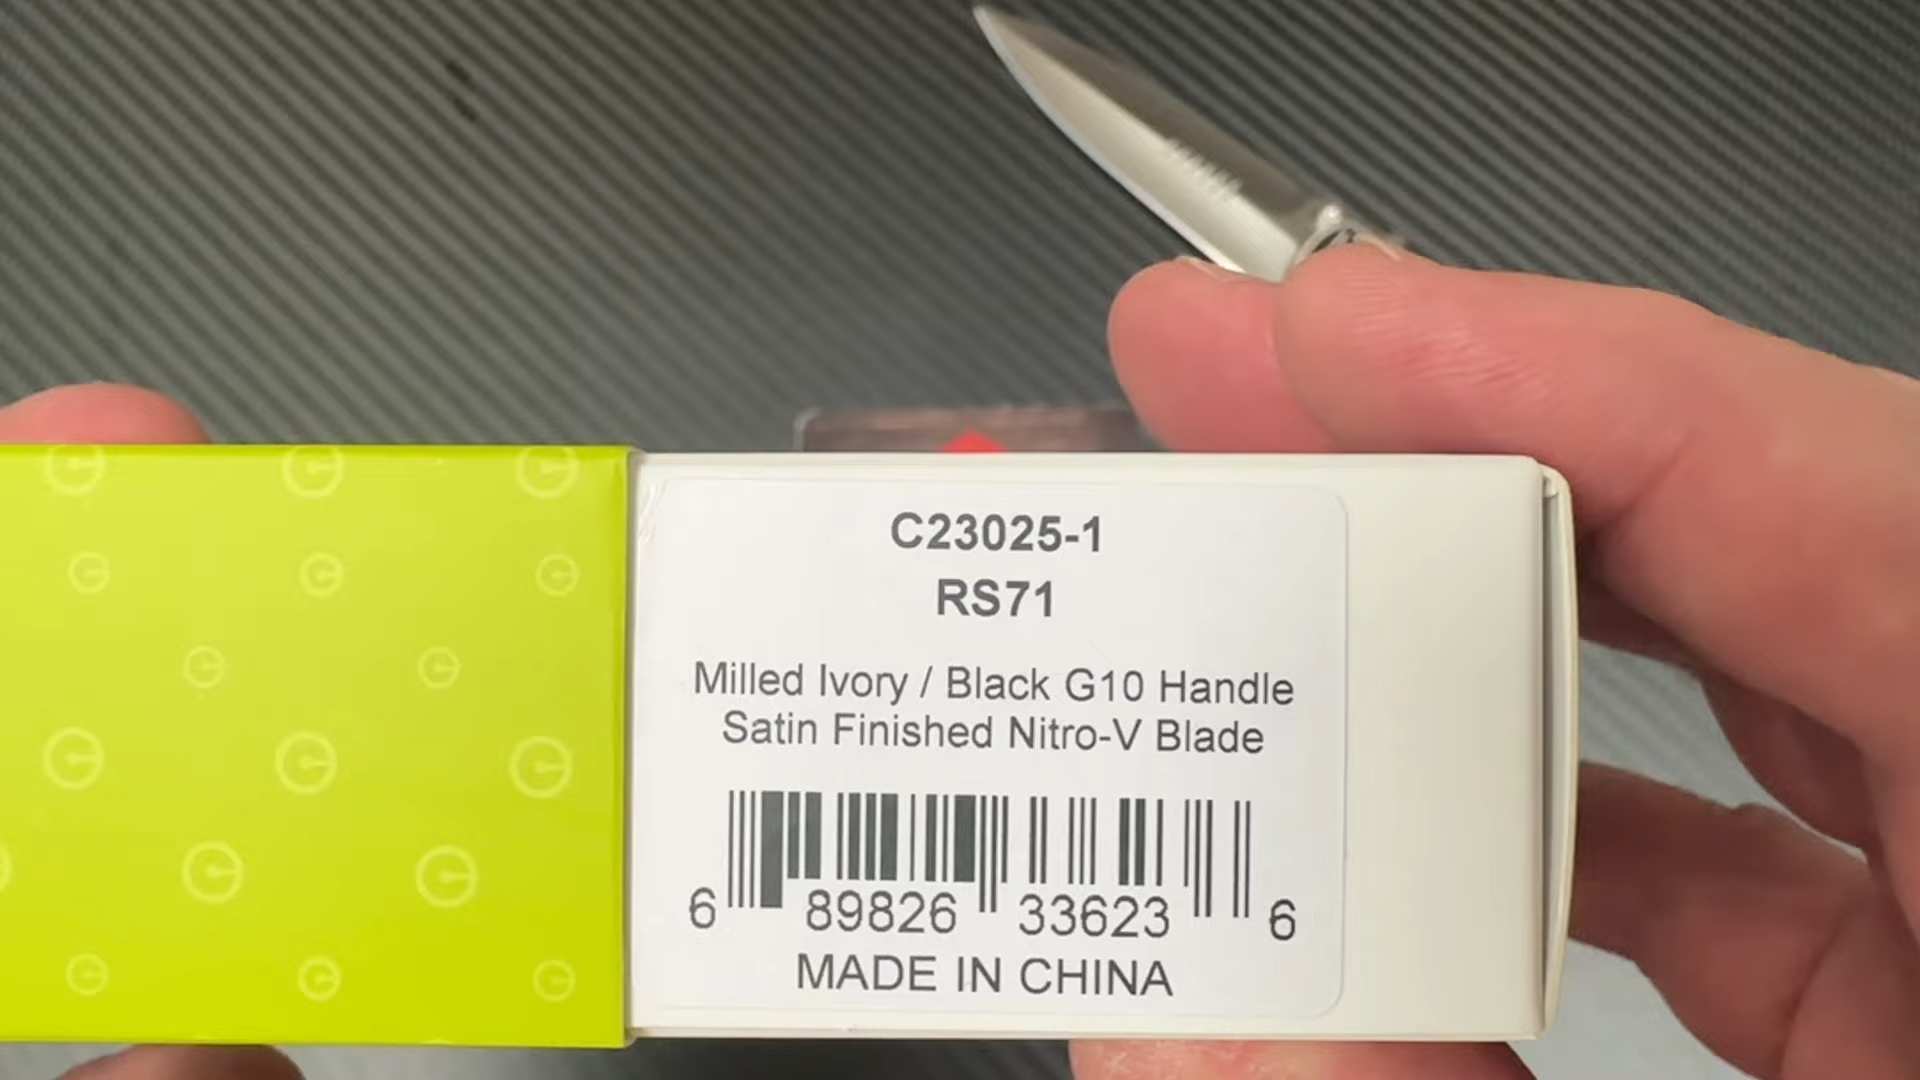 C23025-1
RS71
Milled Ivory / Black G10 Handle
Satin Finished Nitro-V Blade
6 89826 33623 6
MADE IN CHINA